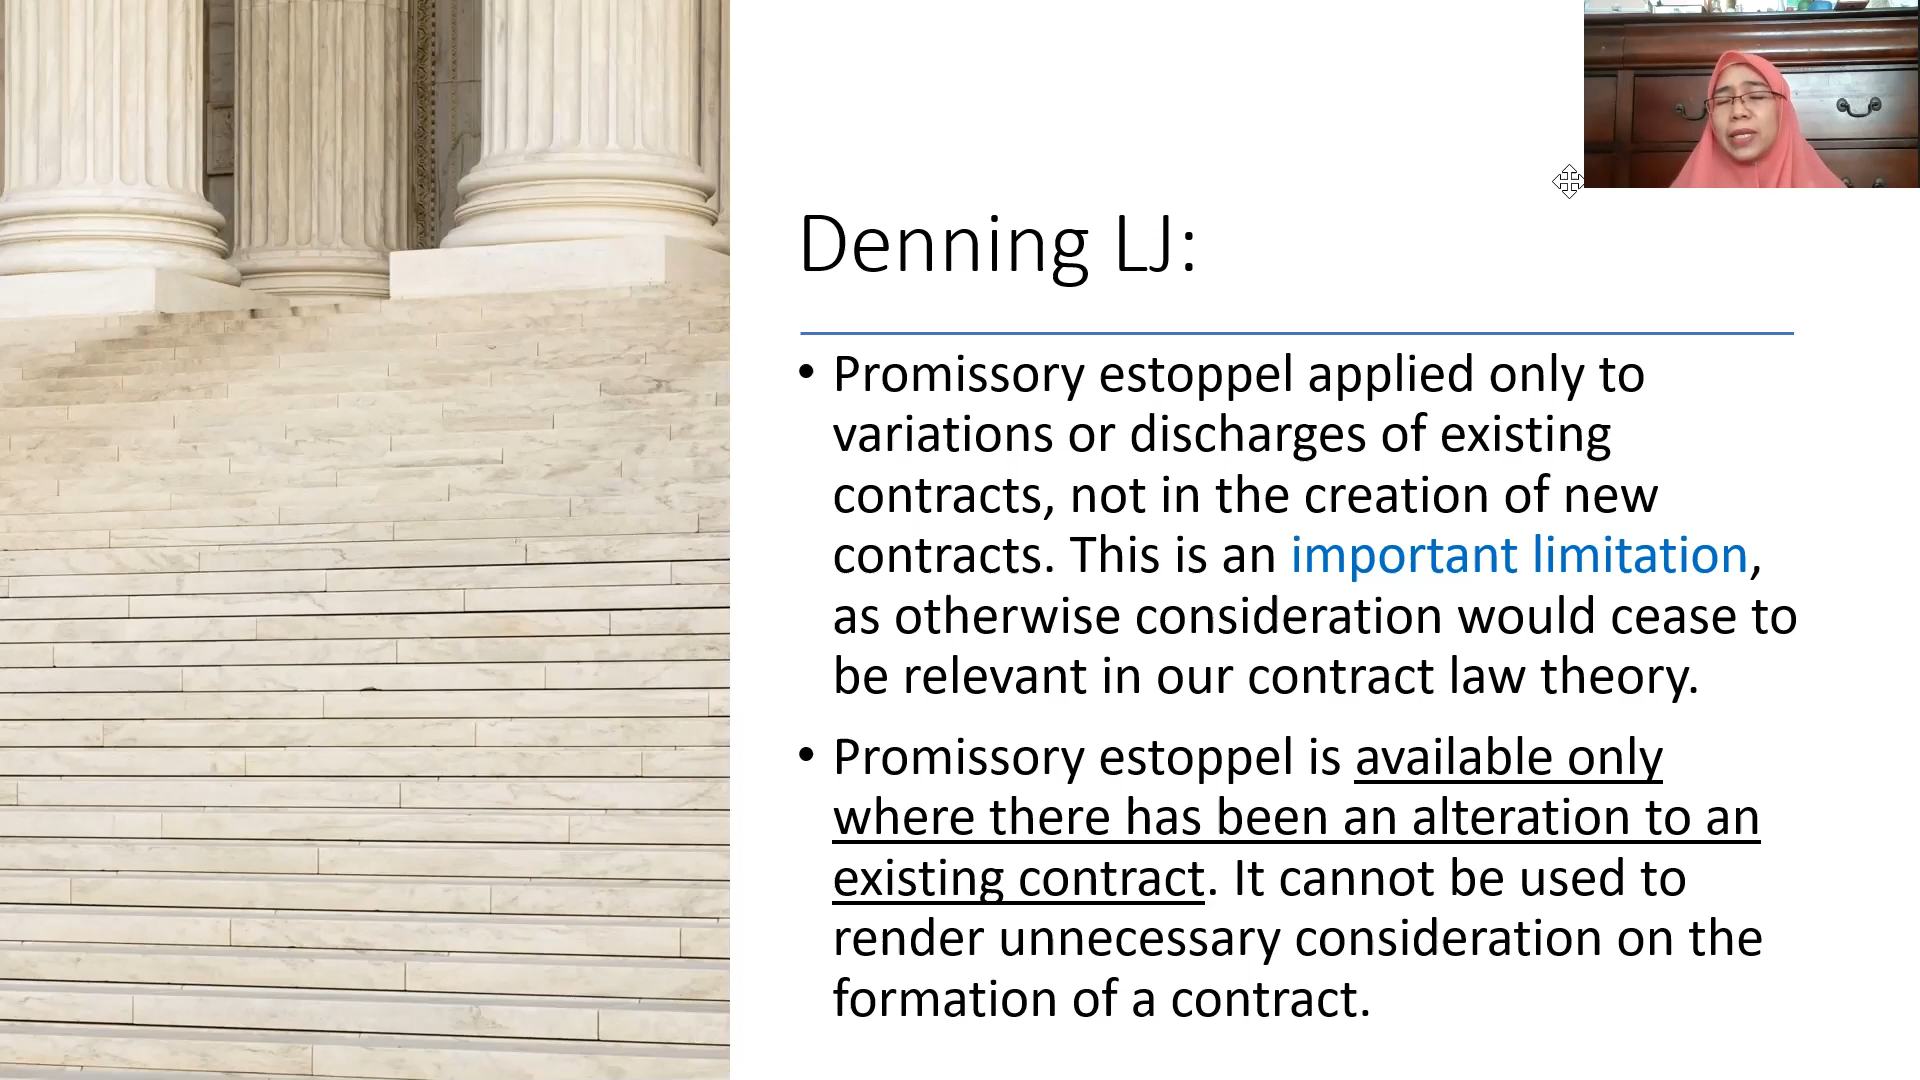 Denning LJ:
• Promissory estoppel applied only to
variations or discharges of existing
contracts, not in the creation of new
contracts. This is an important limitation,
as otherwise consideration would cease to
be relevant in our contract law theory.
• Promissory estoppel is available only
where there has been an alteration to an
existing contract. It cannot be used to
render unnecessary consideration on the
formation of a contract.